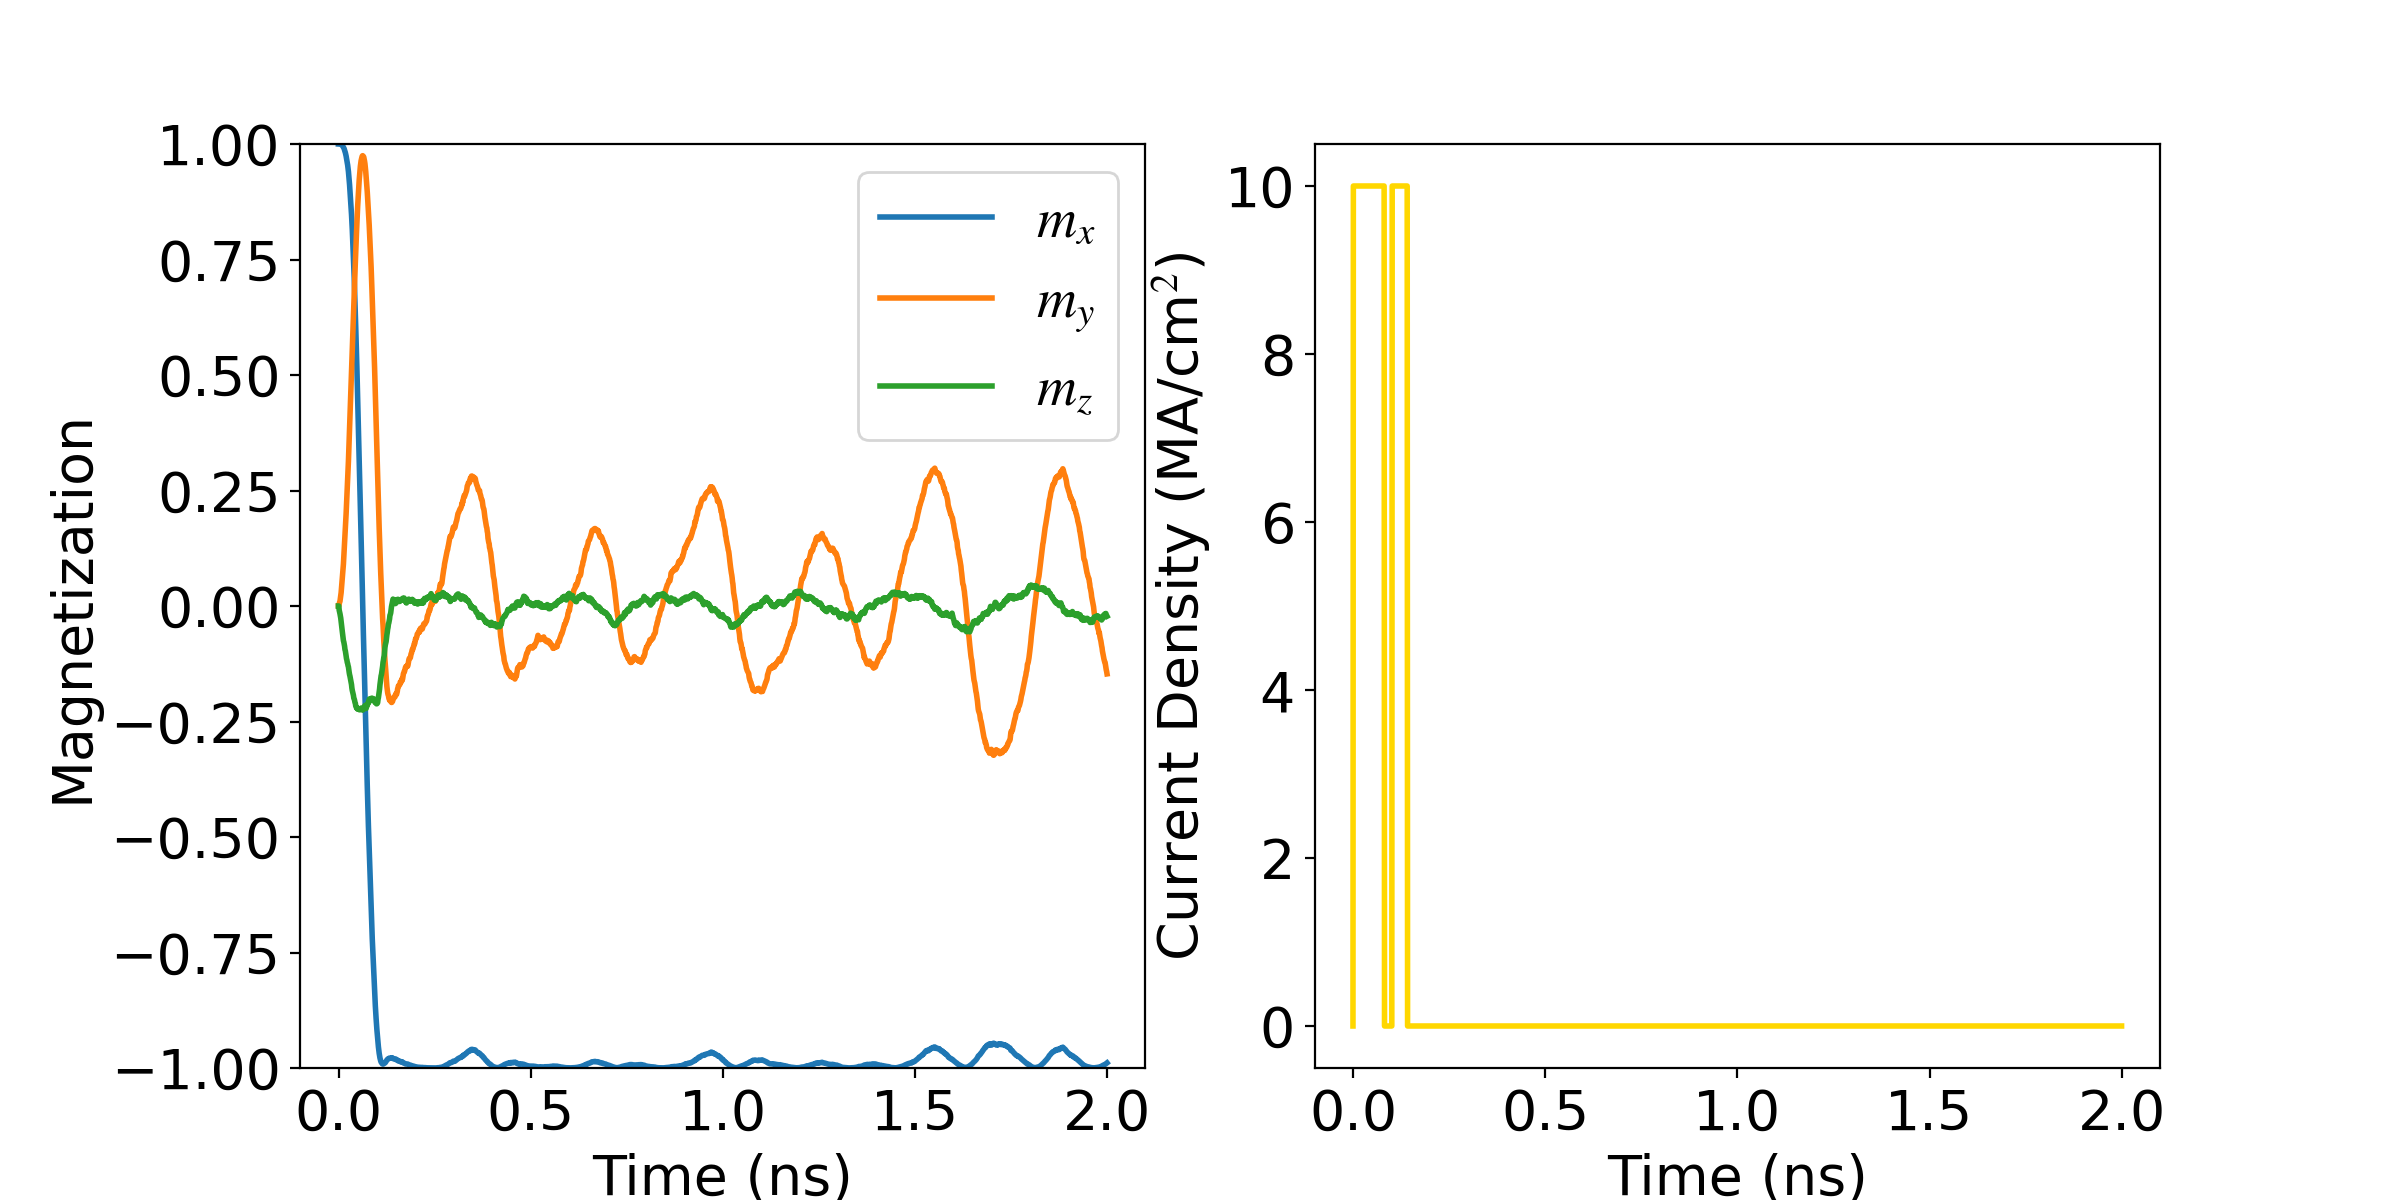 Magnetization
1.00
0.75
0.50
0.25
0.00
−0.25
−0.50
−0.75
−1.00
0.0 0.5 1.0 1.5 2.0
Time (ns)
m_x
m_y
m_z
Current Density (MA/cm²)
10
8
6
4
2
0
0.0 0.5 1.0 1.5 2.0
Time (ns)